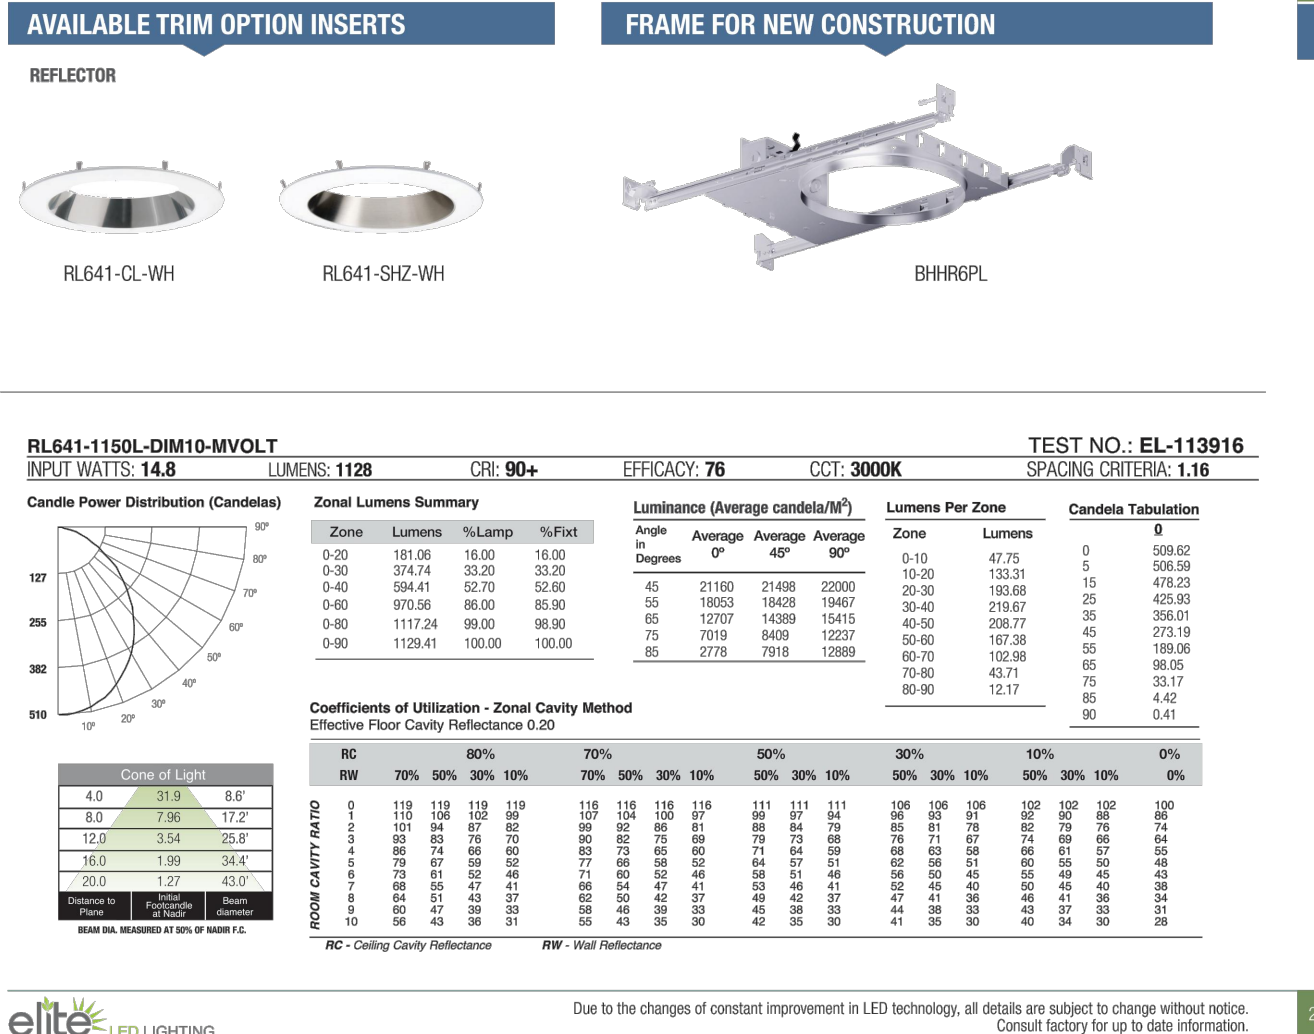 AVAILABLE TRIM OPTION INSERTS
FRAME FOR NEW CONSTRUCTION
REFLECTOR
RL641-CL-WH
RL641-SHZ-WH
BHHR6PL
RL641-1150L-DIM10-MVOLT
TEST NO.: EL-113916
INPUT WATTS: 14.8 LUMENS: 1128 CRI: 90+ EFFICACY: 76 CCT: 3000K SPACING CRITERIA: 1.16
Candle Power Distribution (Candelas)
90º
80º
70º
60º
50º
40º
30º
20º
10º
127
255
382
510
Zonal Lumens Summary
Zone Lumens %Lamp %Fixt
0-20 181.06 16.00 16.00
0-30 374.74 33.20 33.20
0-40 594.41 52.70 52.60
0-60 970.56 86.00 85.90
0-80 1117.24 99.00 98.90
0-90 1129.41 100.00 100.00
Luminance (Average candela/M²)
Angle in Degrees Average 0º Average 45º Average 90º
45 21160 21498 22000
55 18053 18428 19467
65 12707 14389 15415
75 7019 8409 12237
85 2778 7918 12889
Lumens Per Zone
Zone Lumens
0-10 47.75
10-20 133.31
20-30 193.68
30-40 219.67
40-50 208.77
50-60 167.38
60-70 102.98
70-80 43.71
80-90 12.17
Candela Tabulation
0
0 509.62
5 506.59
15 478.23
25 425.93
35 356.01
45 273.19
55 189.06
65 98.05
75 33.17
85 4.42
90 0.41
Cone of Light
4.0 31.9 8.6'
8.0 7.96 17.2'
12.0 3.54 25.8'
16.0 1.99 34.4'
20.0 1.27 43.0'
Distance to Plane Initial Footcandle at Nadir Beam diameter
BEAM DIA. MEASURED AT 50% OF NADIR F.C.
Coefficients of Utilization - Zonal Cavity Method
Effective Floor Cavity Reflectance 0.20
RC 80% 70% 50% 30% 10% 0%
RW 70% 50% 30% 10% 70% 50% 30% 10% 50% 30% 10% 50% 30% 10% 50% 30% 10% 0%
ROOM CAVITY RATIO
0 119 119 119 119 116 116 116 116 111 111 111 106 106 106 102 102 102 100
1 110 106 102 99 107 104 100 97 99 97 94 96 93 91 92 90 88 86
2 101 94 87 82 99 92 86 81 88 84 79 85 81 78 82 79 76 74
3 93 83 76 70 90 82 75 69 79 73 68 76 71 67 74 69 66 64
4 86 74 66 60 83 73 65 60 71 64 59 68 63 58 66 61 57 55
5 79 67 59 52 77 66 58 52 64 57 51 62 56 51 60 55 50 48
6 73 61 52 46 71 60 52 46 58 51 46 56 50 45 55 49 45 43
7 68 55 47 41 66 54 47 41 53 46 41 52 45 40 50 45 40 38
8 64 51 43 37 62 50 42 37 49 42 37 47 41 36 46 41 36 34
9 60 47 39 33 58 46 39 33 45 38 33 44 38 33 43 37 33 31
10 56 43 36 31 55 43 35 30 42 35 30 41 35 30 40 34 30 28
RC - Ceiling Cavity Reflectance RW - Wall Reflectance
elite LED LIGHTING
Due to the changes of constant improvement in LED technology, all details are subject to change without notice.
Consult factory for up to date information.